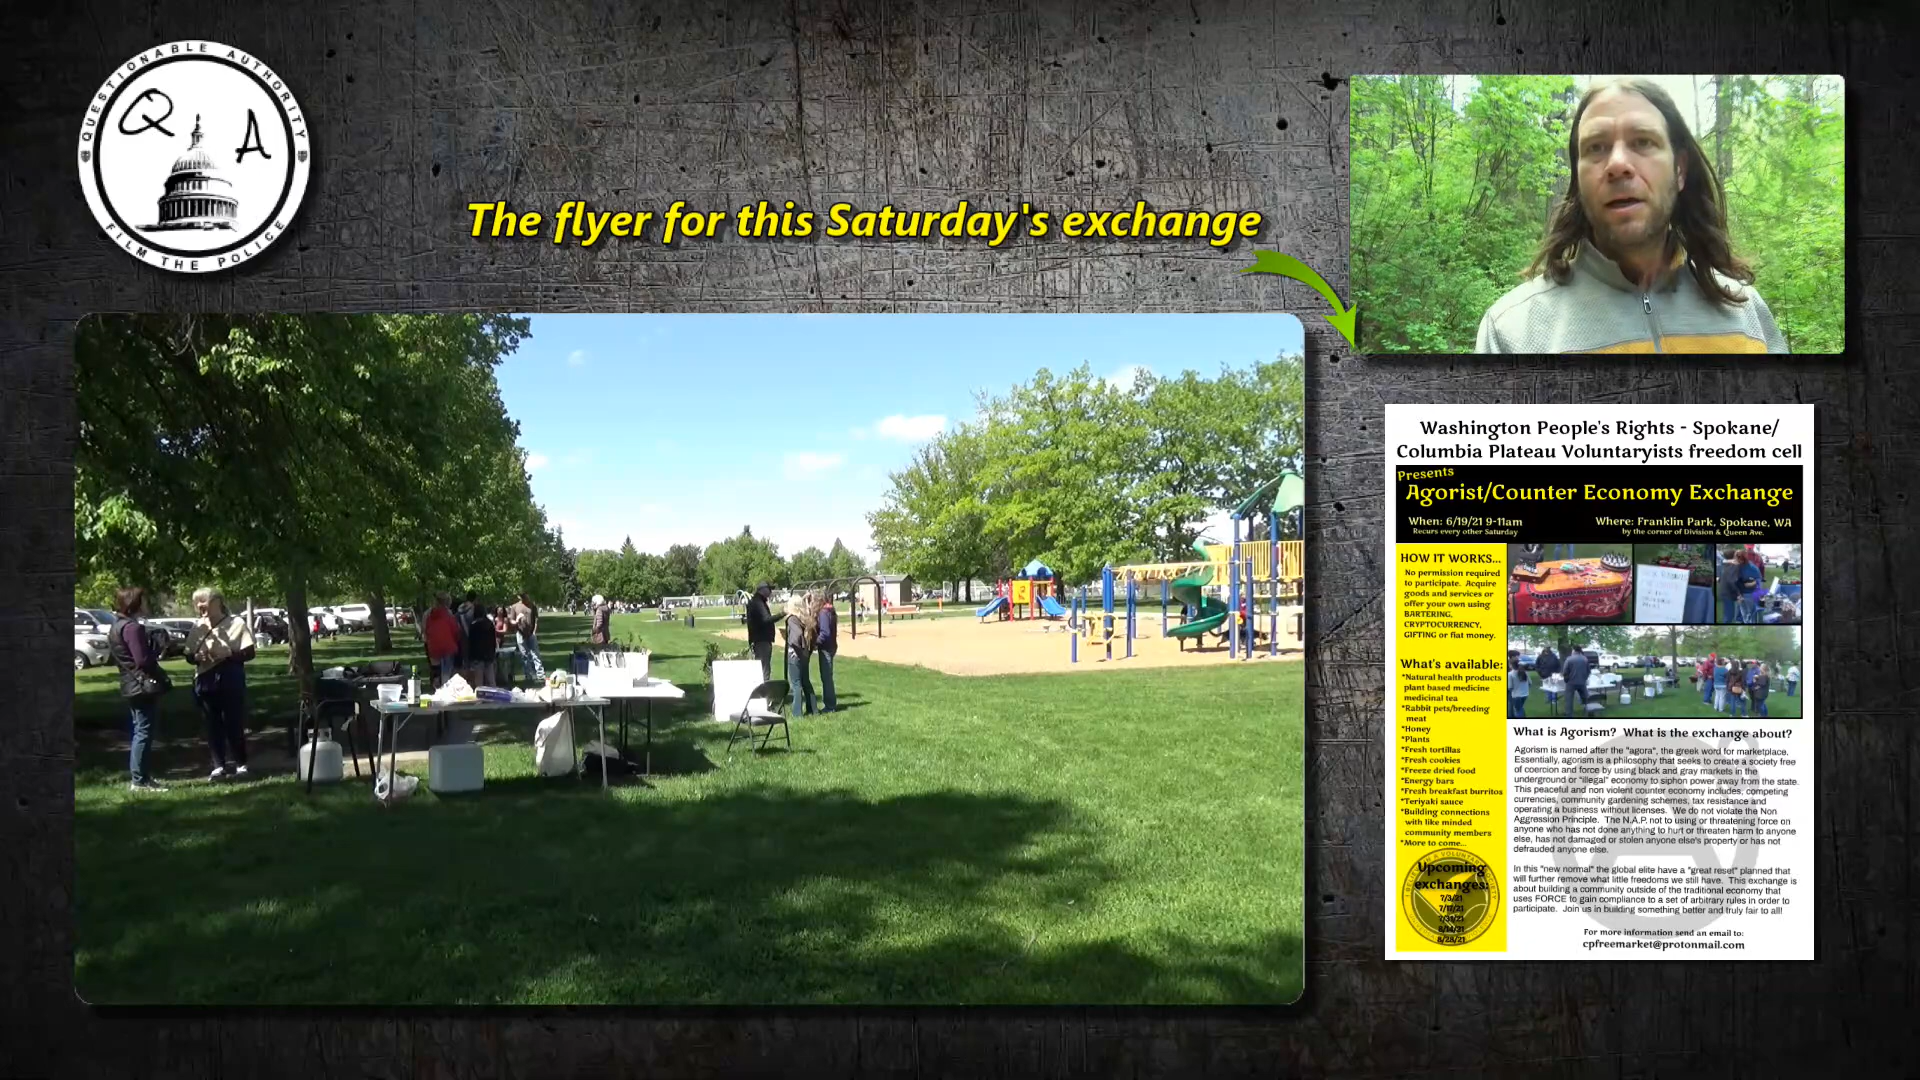 QUESTIONABLE AUTHORITY
Q A
FILM THE POLICE
The flyer for this Saturday's exchange
Washington People's Rights - Spokane/
Columbia Plateau Voluntaryists freedom cell
Presents
Agorist/Counter Economy Exchange
When: 6/19/21 9-11am
Recurs every other Saturday
Where: Franklin Park, Spokane, WA
by the corner of Division & Queen Ave.
HOW IT WORKS...
No permission required
to participate. Acquire
goods and services or
offer your own using
BARTERING,
CRYPTOCURRENCY,
GIFTING or fiat money.
What's available:
*Natural health products
plant based medicine
medicinal tea
*Rabbit pets/breeding
meat
*Honey
*Plants
*Fresh tortillas
*Fresh cookies
*Freeze dried food
*Energy bars
*Fresh breakfast burritos
*Teriyaki sauce
*Building connections
with like minded
community members
*More to come...
Upcoming
exchanges:
7/3/21
7/17/21
7/31/21
8/14/21
8/28/21
What is Agorism? What is the exchange about?
Agorism is named after the "agora", the greek word for marketplace.
Essentially, agorism is a philosophy that seeks to create a society free
of coercion and force by using black and gray markets in the
underground or "illegal" economy to siphon power away from the state.
This peaceful and non violent counter economy includes; competing
currencies, community gardening schemes, tax resistance and
operating a business without licenses. We do not violate the Non
Aggression Principle. The N.A.P. not to using or threatening force on
anyone who has not done anything to hurt or threaten harm to anyone
else, has not damaged or stolen anyone else's property or has not
defrauded anyone else.
In this "new normal" the global elite have a "great reset" planned that
will further remove what little freedoms we still have. This exchange is
about building a community outside of the traditional economy that
uses FORCE to gain compliance to a set of arbitrary rules in order to
participate. Join us in building something better and truly fair to all!
For more information send an email to:
cpfreemarket@protonmail.com